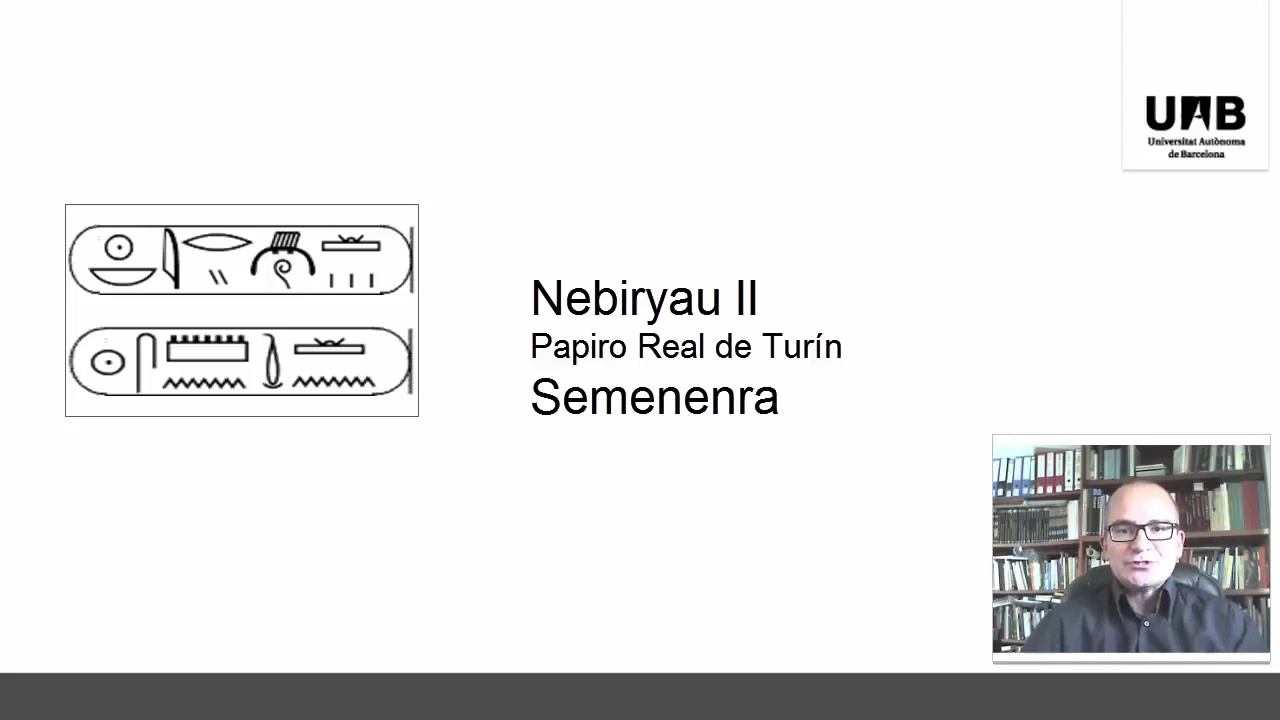 UAB
Universitat Autònoma
de Barcelona
Nebiryau II
Papiro Real de Turín
Semenenra